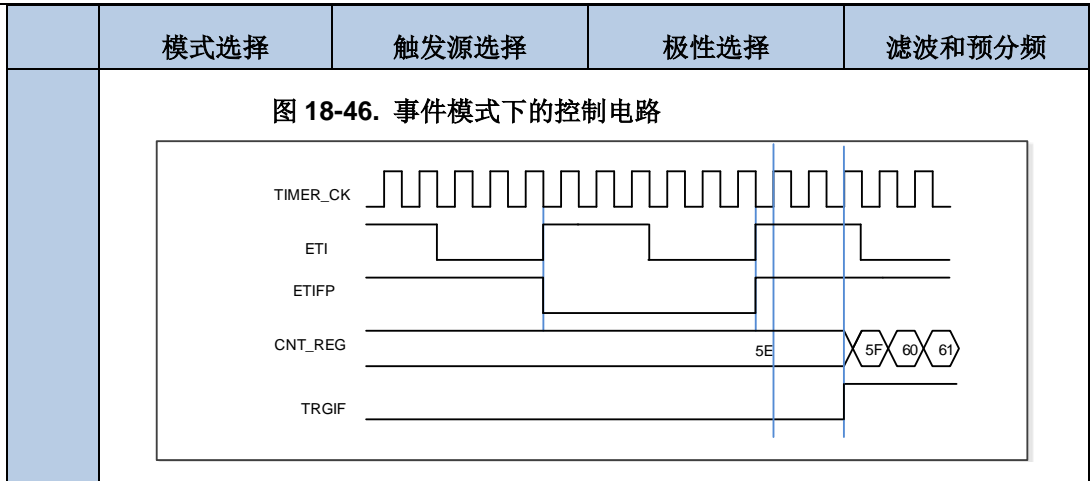 模式选择 触发源选择 极性选择 滤波和预分频
图 18-46. 事件模式下的控制电路
TIMER_CK
ETI
ETIFP
CNT_REG 5E 5F 60 61
TRGIF